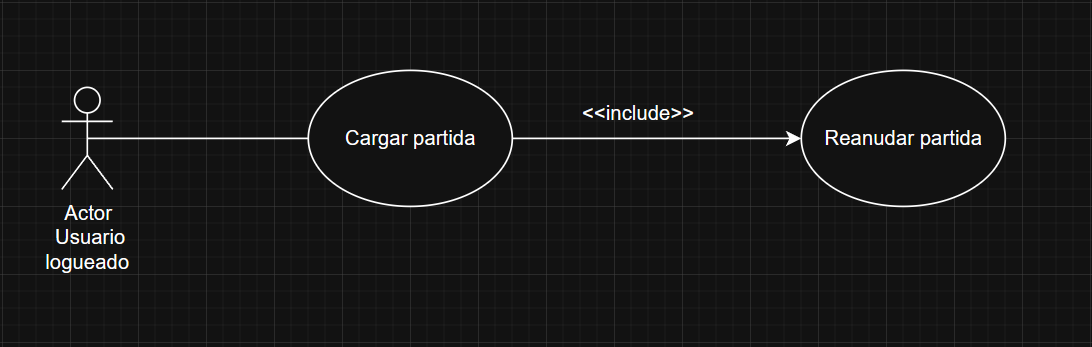 <<include>>
Cargar partida
Reanudar partida
Actor
Usuario
logueado